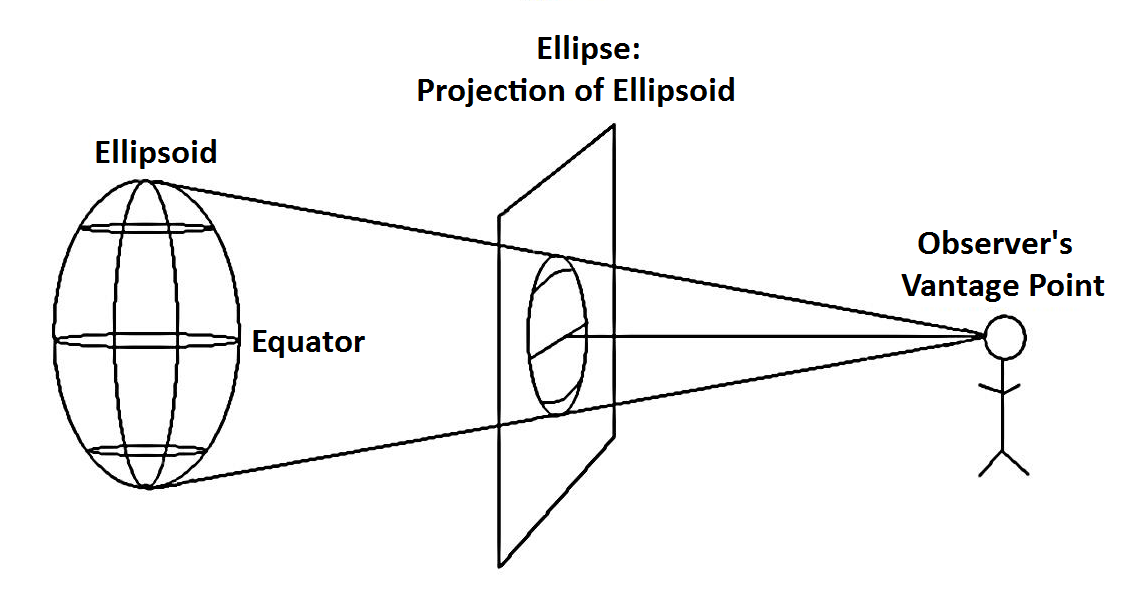 Ellipse:
Projection of Ellipsoid
Ellipsoid
Observer's
Vantage Point
Equator